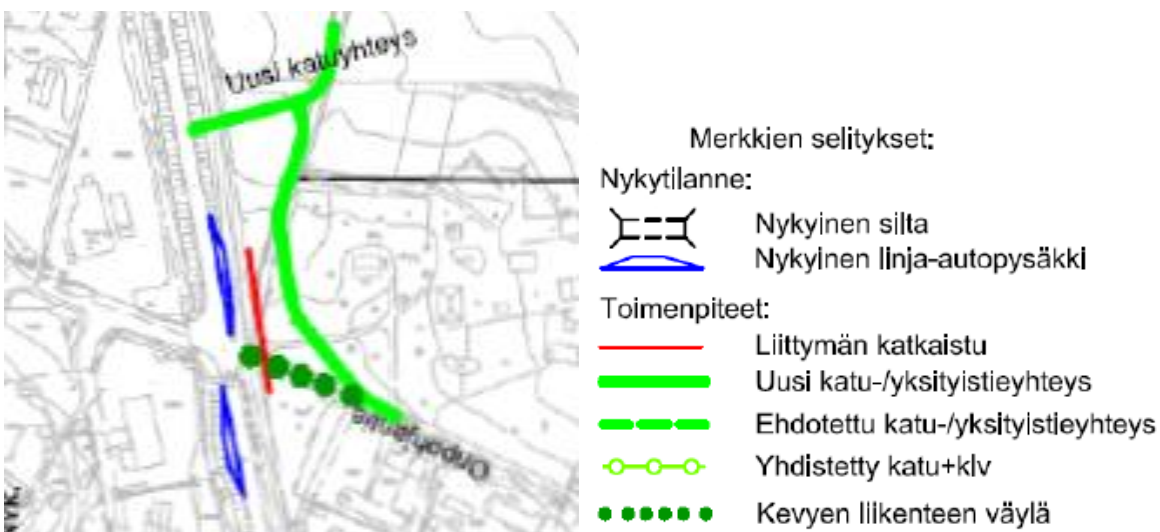 Uusi katuyhteys
NYK.
Merkkien selitykset:
Nykytilanne:
Nykyinen silta
Nykyinen linja-autopysäkki
Toimenpiteet:
Liittymän katkaistu
Uusi katu-/yksityistieyhteys
Ehdotettu katu-/yksityistieyhteys
Yhdistetty katu+klv
Kevyen liikenteen väylä